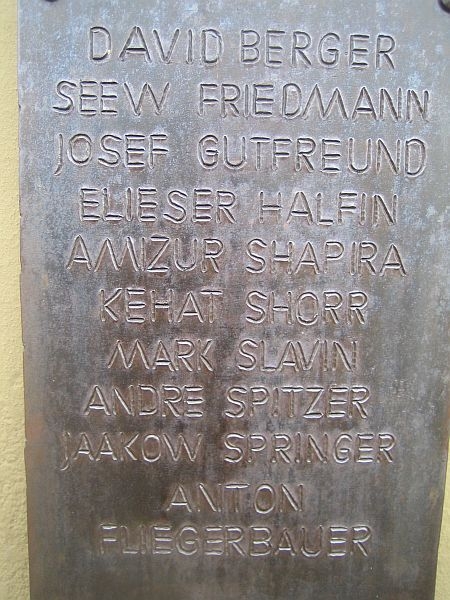 DAVID BERGER
SEEW FRIEDMANN
JOSEF GUTFREUND
ELIESER HALFIN
AMIZUR SHAPIRA
KEHAT SHORR
MARK SLAVIN
ANDRE SPITZER
JAAKOW SPRINGER
ANTON
FLIEGERBAUER